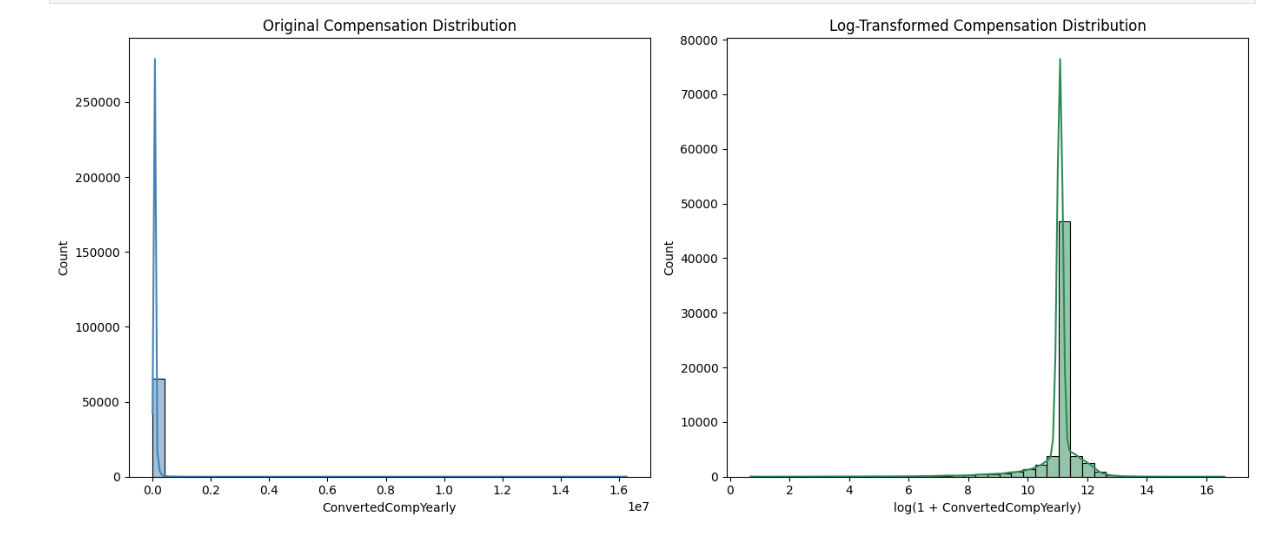 Original Compensation Distribution
250000
200000
150000
100000
50000
0
Count
0.0 0.2 0.4 0.6 0.8 1.0 1.2 1.4 1.6
1e7
ConvertedCompYearly
Log-Transformed Compensation Distribution
80000
70000
60000
50000
40000
30000
20000
10000
0
Count
0 2 4 6 8 10 12 14 16
log(1 + ConvertedCompYearly)